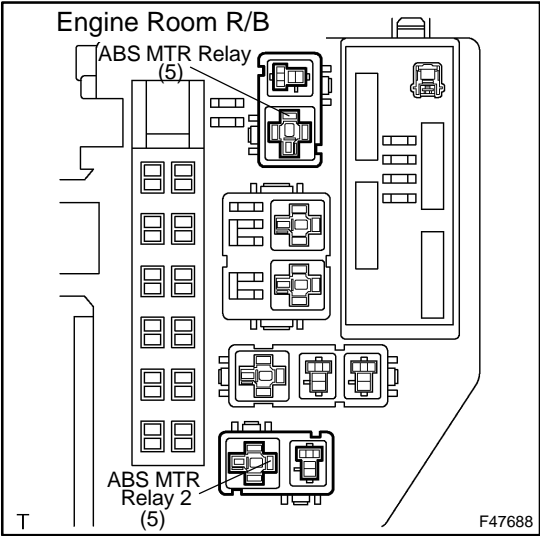 Engine Room R/B
ABS MTR Relay
(5)
ABS MTR
Relay 2
(5)
T
F47688